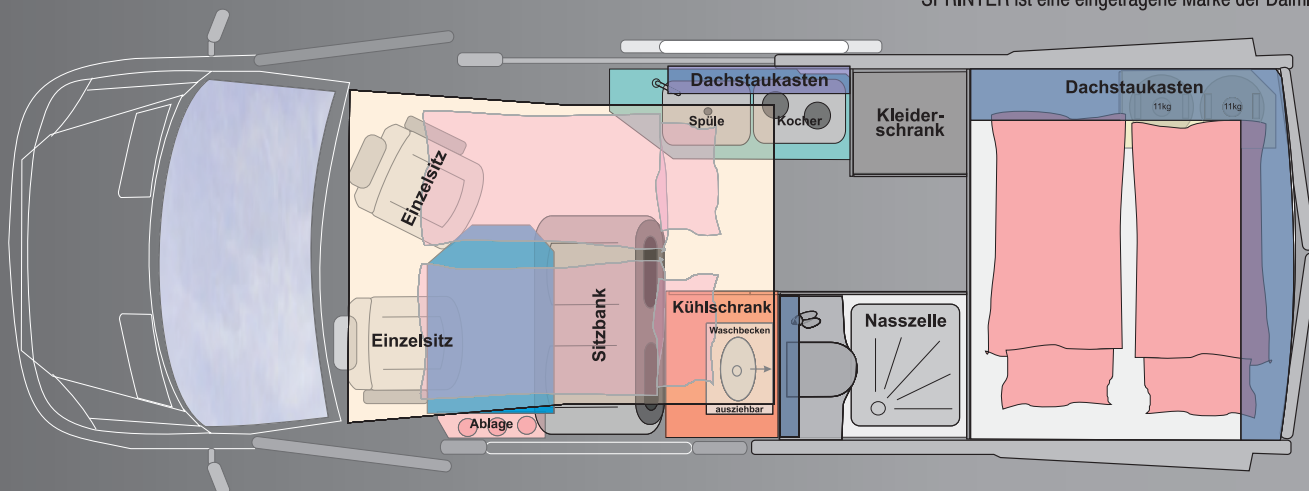 SPRINTER ist eine eingetragene Marke der Daiml
Dachstaukasten
Spüle
Kocher
Kleider-
schrank
Dachstaukasten
11kg
11kg
Einzelsitz
Einzelsitz
Sitzbank
Ablage
Kühlschrank
Waschbecken
ausziehbar
Nasszelle